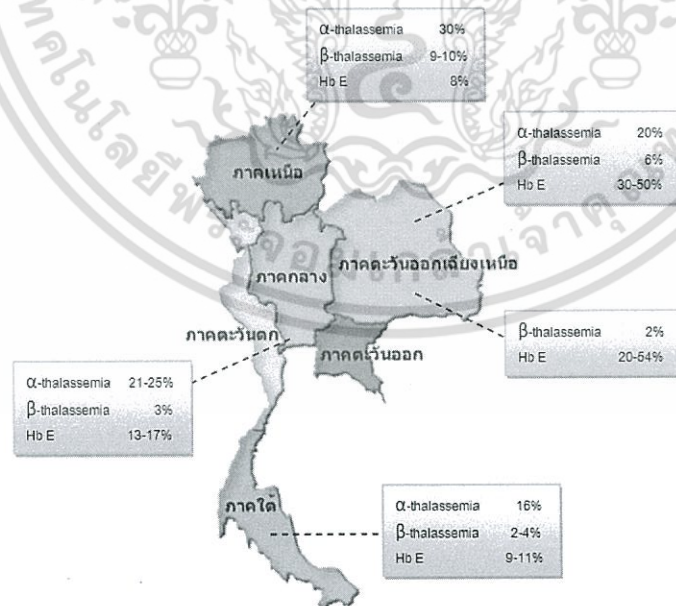 α-thalassemia 30%
β-thalassemia 9-10%
Hb E 8%
α-thalassemia 20%
β-thalassemia 6%
Hb E 30-50%
ภาคเหนือ
ภาคตะวันออกเฉียงเหนือ
ภาคกลาง
β-thalassemia 2%
Hb E 20-54%
ภาคตะวันตก
ภาคตะวันออก
α-thalassemia 21-25%
β-thalassemia 3%
Hb E 13-17%
ภาคใต้
α-thalassemia 16%
β-thalassemia 2-4%
Hb E 9-11%